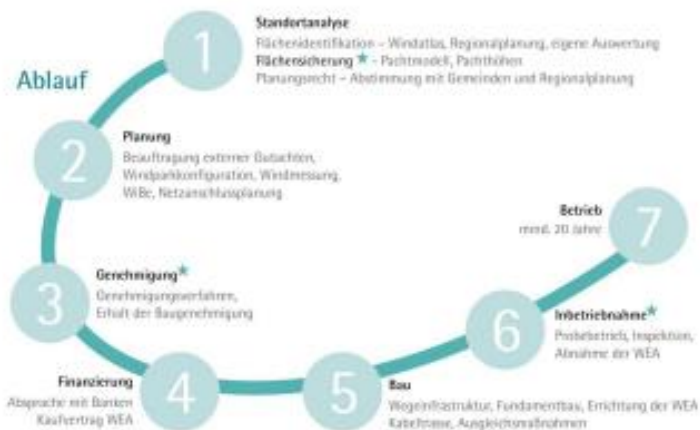 Ablauf
1
Standortanalyse
Flächenidentifikation – Windatlas, Regionalplanung, eigene Auswertung
Flächensicherung ★ - Pachtmodell, Pachthöhen
Planungsrecht – Abstimmung mit Gemeinden und Regionalplanung
2
Planung
Beauftragung externer Gutachten,
Windparkkonfiguration, Windmessung,
WiBe, Netzanschlussplanung
3
Genehmigung★
Genehmigungsverfahren,
Erhalt der Baugenehmigung
4
Finanzierung
Absprache mit Banken
Kaufvertrag WEA
5
Bau
Wegeinfrastruktur, Fundamentbau, Errichtung der WEA
Kabeltrasse, Ausgleichsmaßnahmen
6
Inbetriebnahme★
Probebetrieb, Inspektion,
Abnahme der WEA
7
Betrieb
mind. 20 Jahre